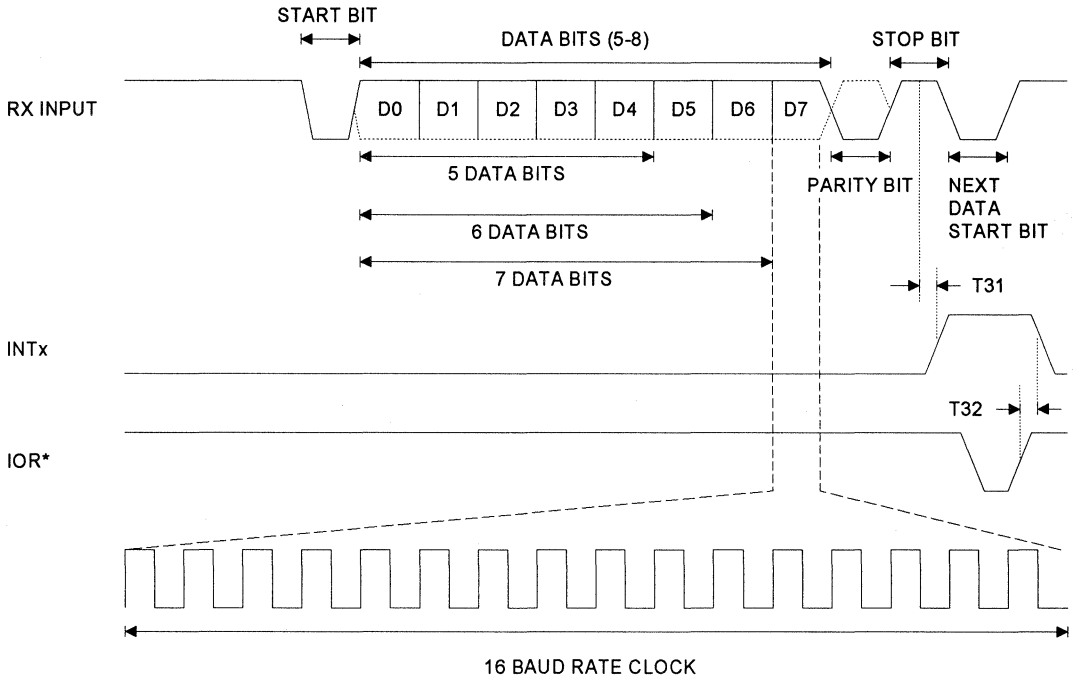 START BIT
DATA BITS (5-8)
STOP BIT
RX INPUT
D0 D1 D2 D3 D4 D5 D6 D7
5 DATA BITS
PARITY BIT
NEXT
DATA
START BIT
6 DATA BITS
7 DATA BITS
T31
INTx
T32
IOR*
16 BAUD RATE CLOCK